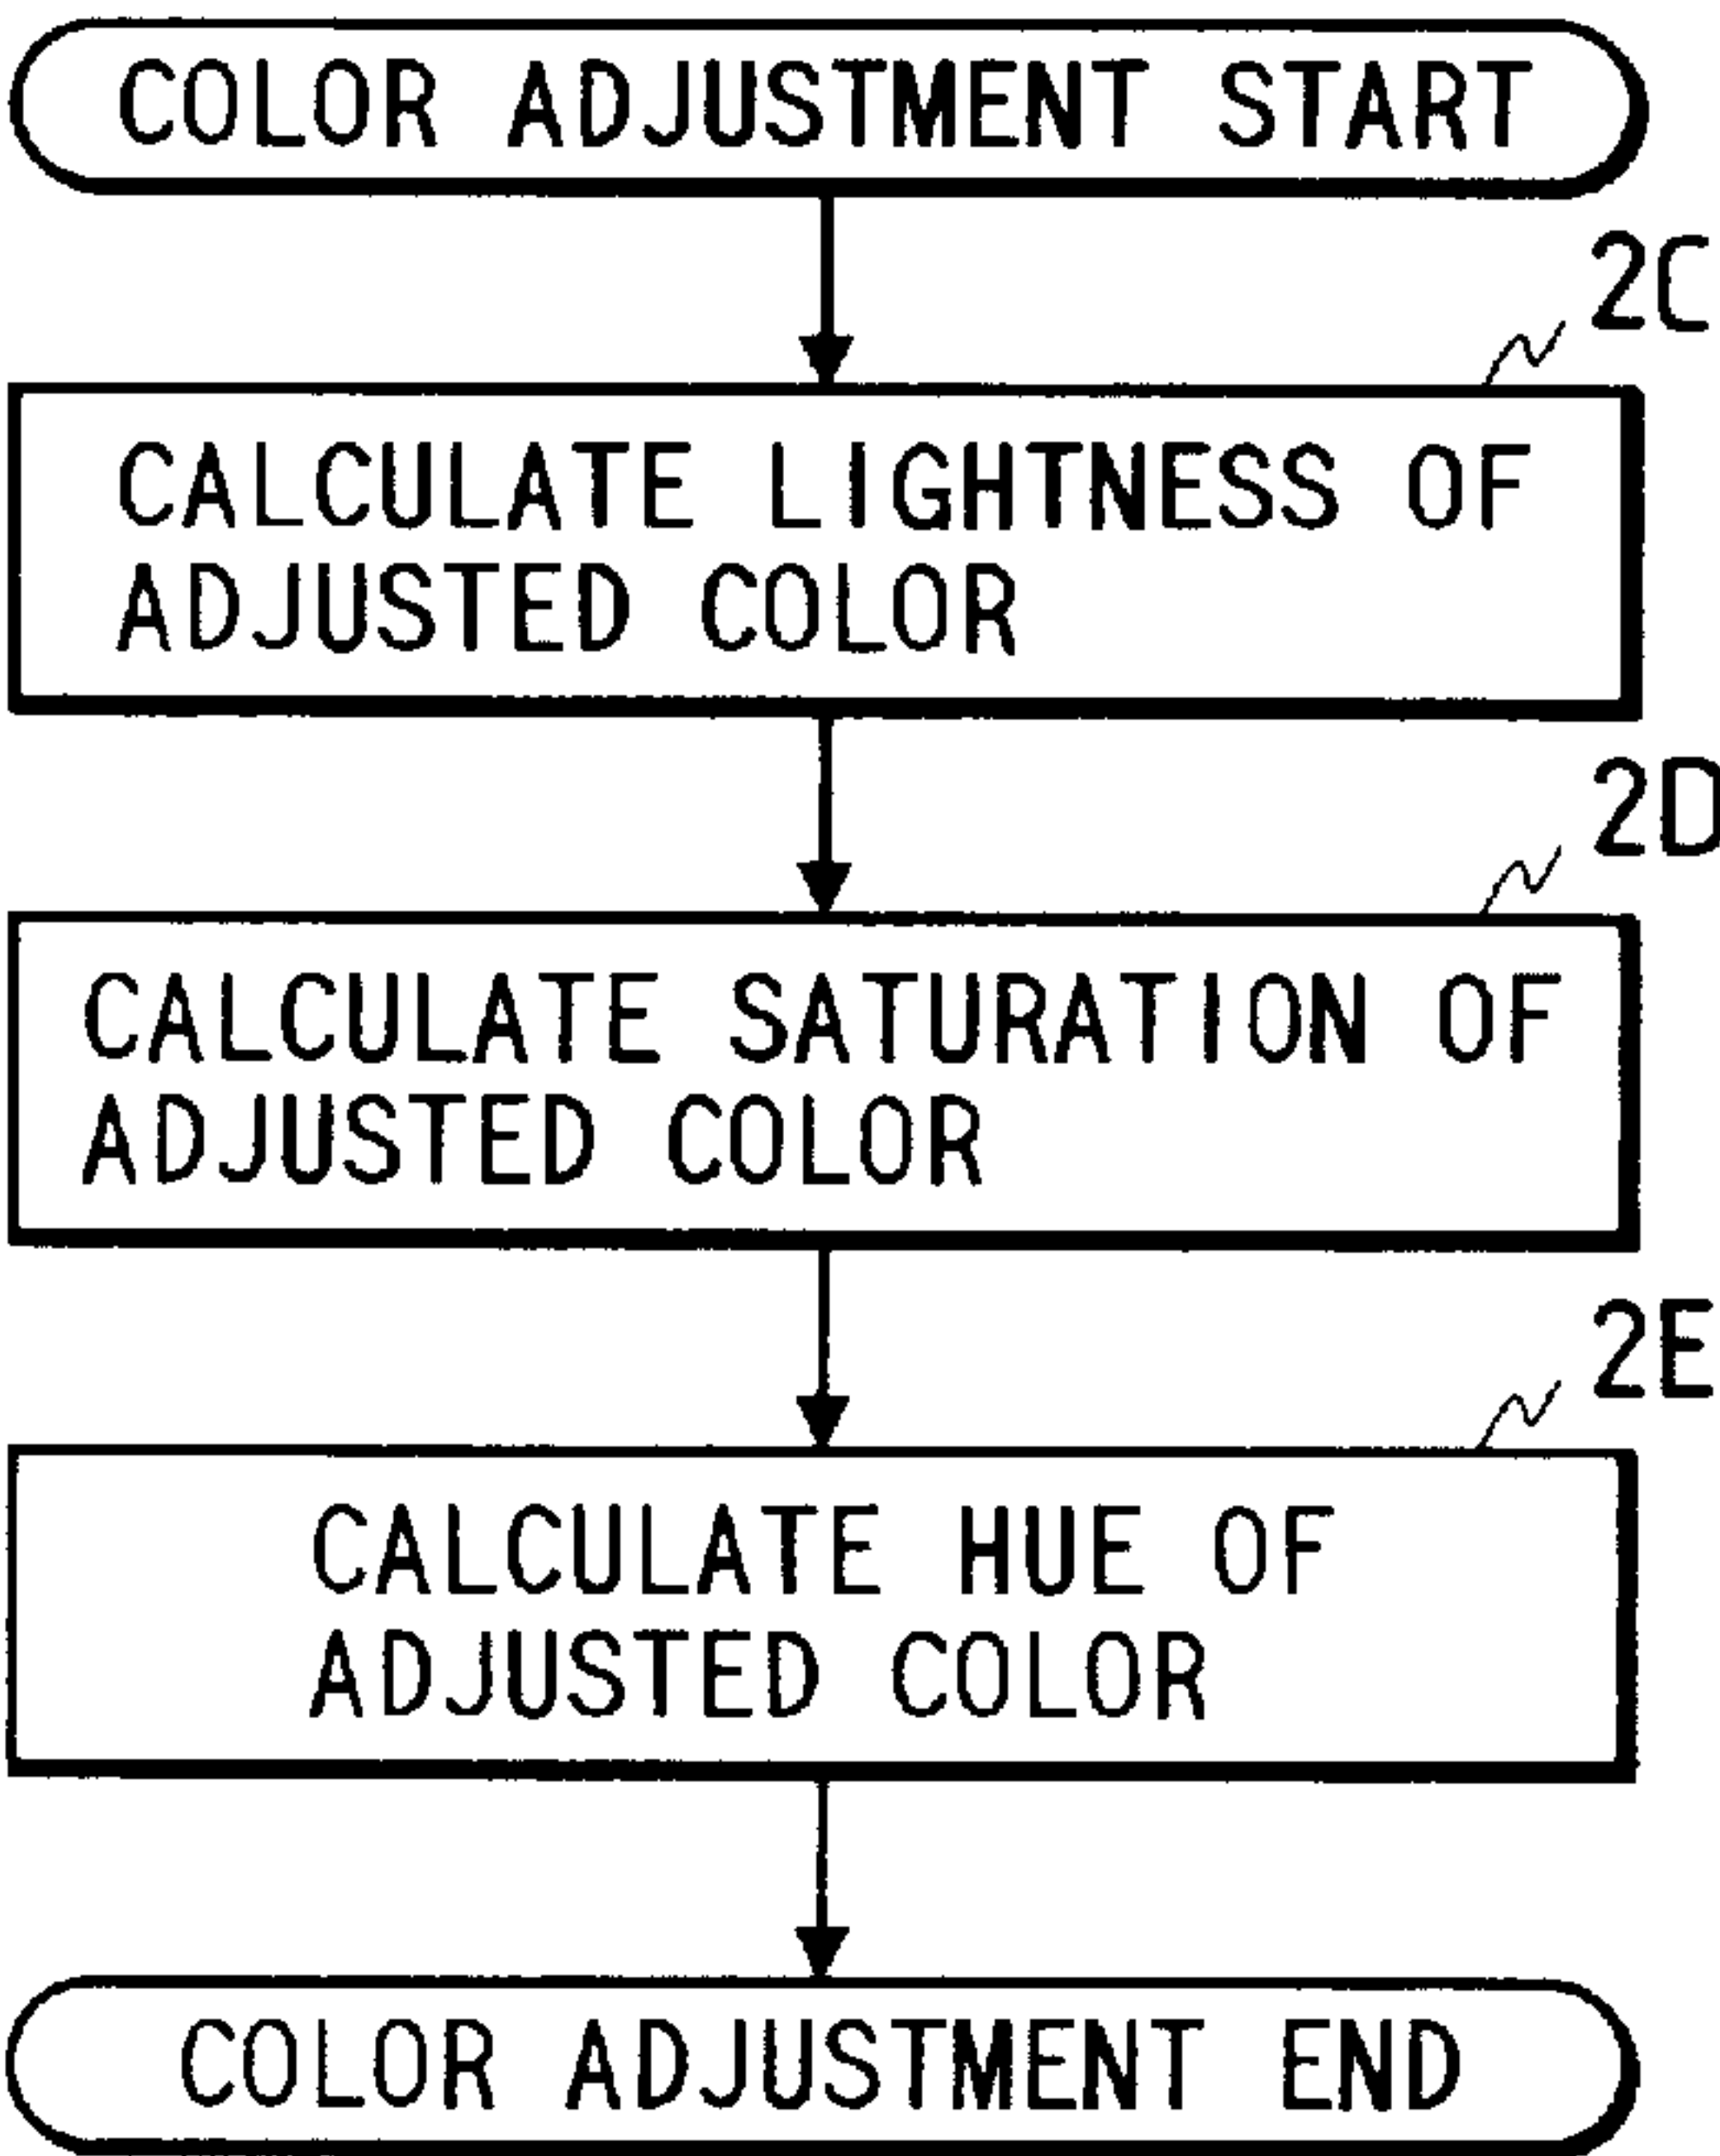 COLOR ADJUSTMENT START
2C
CALCULATE LIGHTNESS OF
ADJUSTED COLOR
2D
CALCULATE SATURATION OF
ADJUSTED COLOR
2E
CALCULATE HUE OF
ADJUSTED COLOR
COLOR ADJUSTMENT END